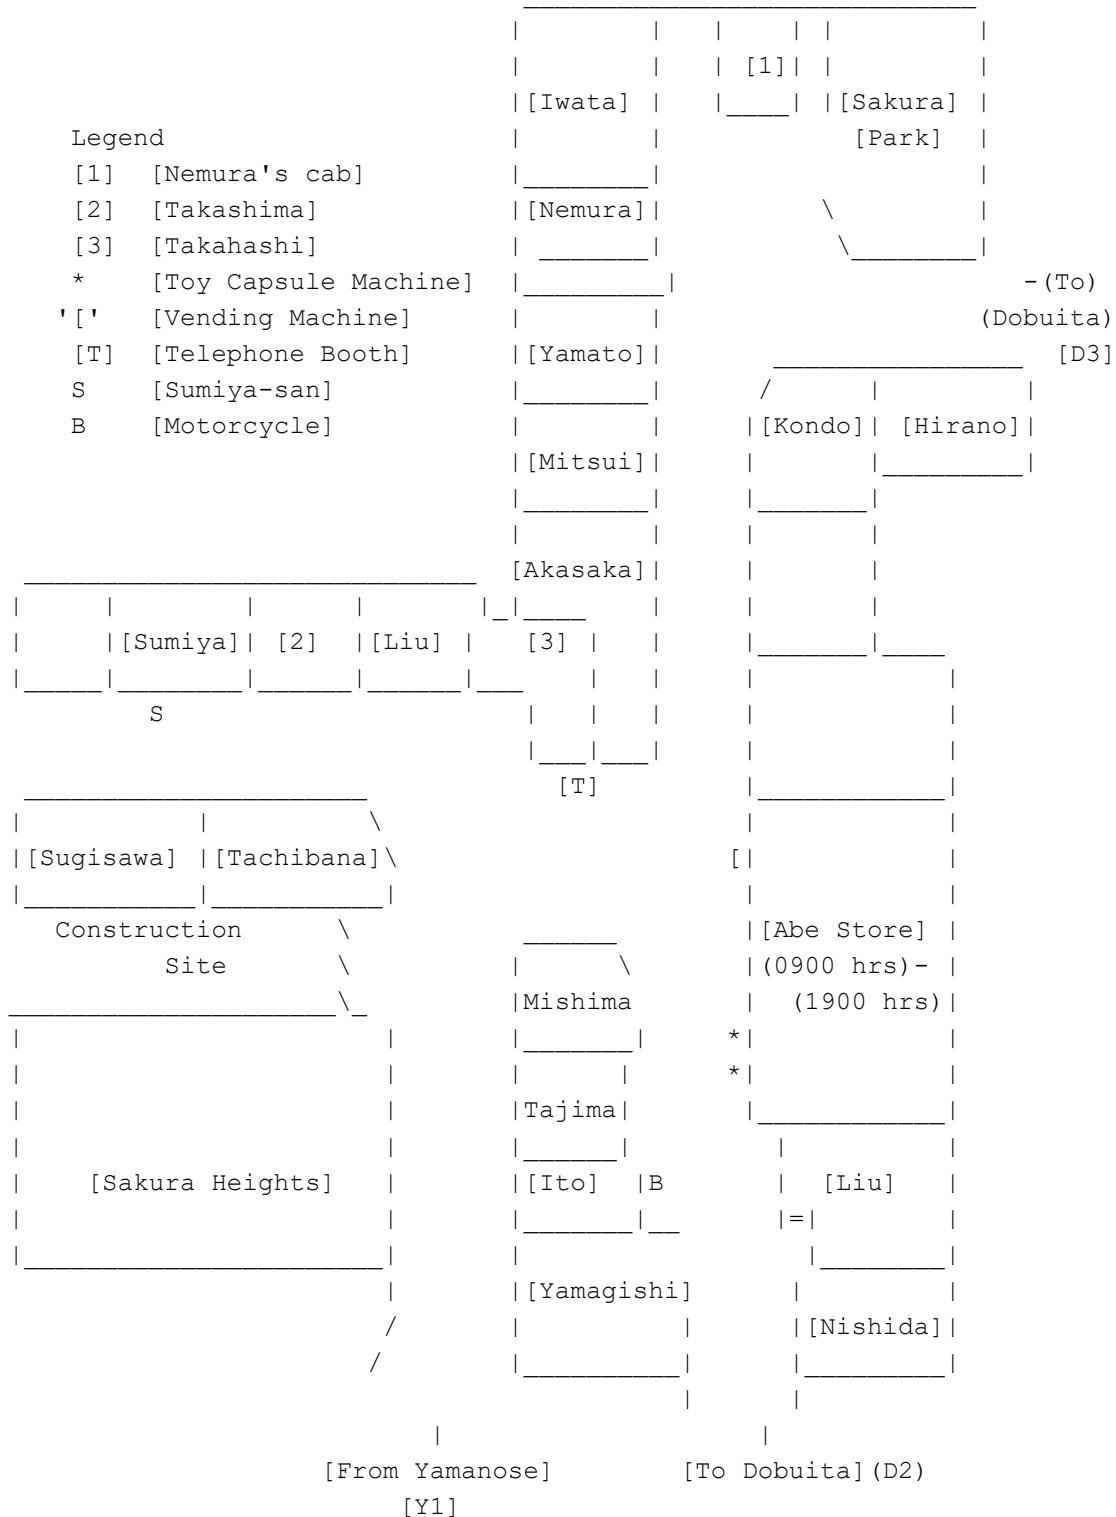 [1]
[Iwata] [Sakura]
Legend [Park]
[1] [Nemura's cab]
[2] [Takashima] [Nemura]
[3] [Takahashi]
* [Toy Capsule Machine] -(To)
'[' [Vending Machine] (Dobuita)
[T] [Telephone Booth] [Yamato] [D3]
S [Sumiya-san]
B [Motorcycle] [Kondo] [Hirano]
[Mitsui]
[Akasaka]
[Sumiya] [2] [Liu] [3]
S
[T]
[Sugisawa] [Tachibana] [
Construction [Abe Store]
Site (0900 hrs)-
Mishima (1900 hrs)
*
*
Tajima
[Sakura Heights] [Ito] B [Liu]
=
[Yamagishi]
[Nishida]
[From Yamanose] [To Dobuita](D2)
[Y1]